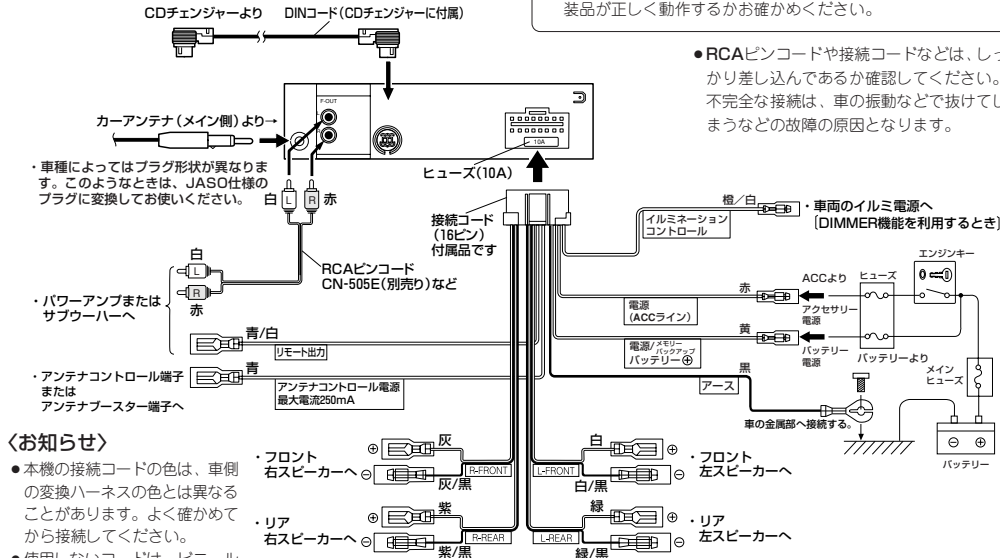 装品が正しく動作するかお確かめください。
CDチェンジャーより
DINコード（CDチェンジャーに付属）
●RCAピンコードや接続コードなどは、しっ
かり差し込んであるか確認してください。
不完全な接続は、車の振動などで抜けてし
まうなどの故障の原因となります。
F-OUT
カーアンテナ（メイン側）より→
10A
ヒューズ（10A）
・車種によってはプラグ形状が異なりま
す。このようなときは、JASO仕様の
プラグに変換してお使いください。
白 L R 赤
接続コード
（16ピン）
付属品です
橙／白
イルミネーション
コントロール
・車両のイルミ電源へ
〔DIMMER機能を利用するとき〕
エンジンキー
白
L
R
赤
RCAピンコード
CN-505E（別売り）など
・パワーアンプまたは
サブウーハーへ
赤
電源
（ACCライン）
ACCより
アクセサリー
電源
ヒューズ
青/白
リモート出力
黄
電源/メモリーバックアップ
バッテリー⊕
バッテリー
電源
バッテリーより
メイン
ヒューズ
・アンテナコントロール端子
または
アンテナブースター端子へ
青
アンテナコントロール電源
最大電流250mA
黒
アース
車の金属部へ接続する。
⊖ ⊕
バッテリー
〈お知らせ〉
●本機の接続コードの色は、車側
の変換ハーネスの色とは異なる
ことがあります。よく確かめて
から接続してください。
●使用しないコードは、ビニール
・フロント
右スピーカーへ
⊕ 灰
⊖ 灰/黒
R-FRONT
L-FRONT
白 ⊕
白/黒 ⊖
・フロント
左スピーカーへ
・リア
右スピーカーへ
⊕ 紫
⊖ 紫/黒
R-REAR
L-REAR
緑 ⊕
緑/黒 ⊖
・リア
左スピーカーへ